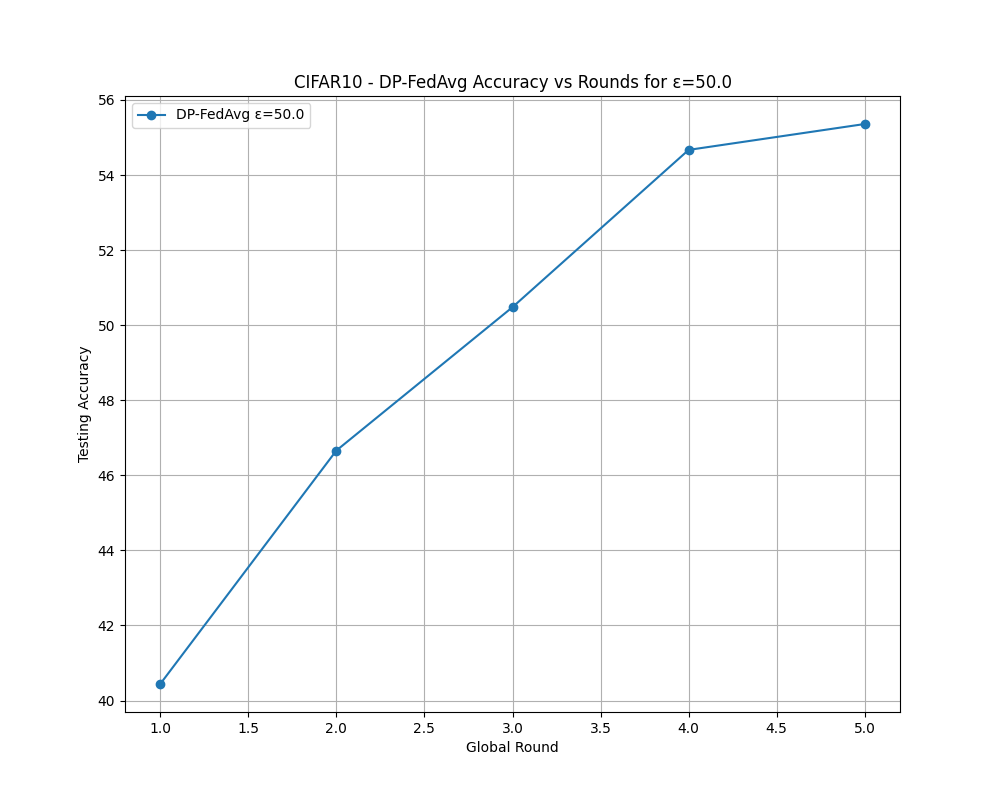 CIFAR10 - DP-FedAvg Accuracy vs Rounds for ε=50.0
DP-FedAvg ε=50.0
Testing Accuracy
56
54
52
50
48
46
44
42
40
1.0 1.5 2.0 2.5 3.0 3.5 4.0 4.5 5.0
Global Round